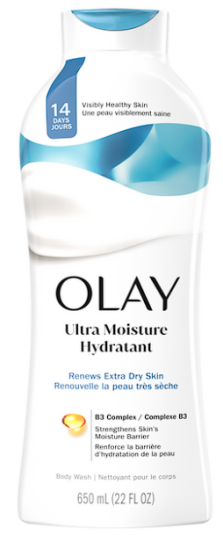 14
DAYS
JOURS
Visibly Healthy Skin
Une peau visiblement saine
OLAY
Ultra Moisture
Hydratant
Renews Extra Dry Skin
Renouvelle la peau très sèche
B3 Complex / Complexe B3
Strengthens Skin's
Moisture Barrier
Renforce la barrière
d'hydratation de la peau
Body Wash | Nettoyant pour le corps
650 mL (22 FL OZ)